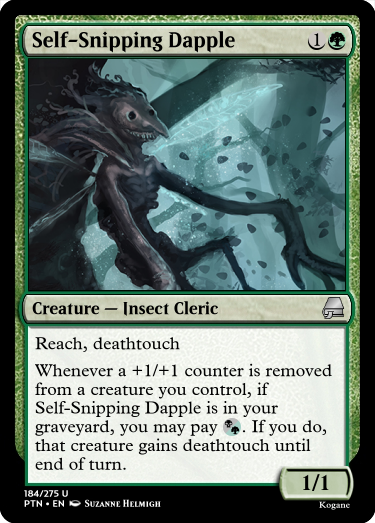 Self-Snipping Dapple 1
Creature — Insect Cleric
Reach, deathtouch
Whenever a +1/+1 counter is removed
from a creature you control, if
Self-Snipping Dapple is in your
graveyard, you may pay . If you do,
that creature gains deathtouch until
end of turn.
1/1
184/275 U
PTN • EN SUZANNE HELMIGH
Kogane